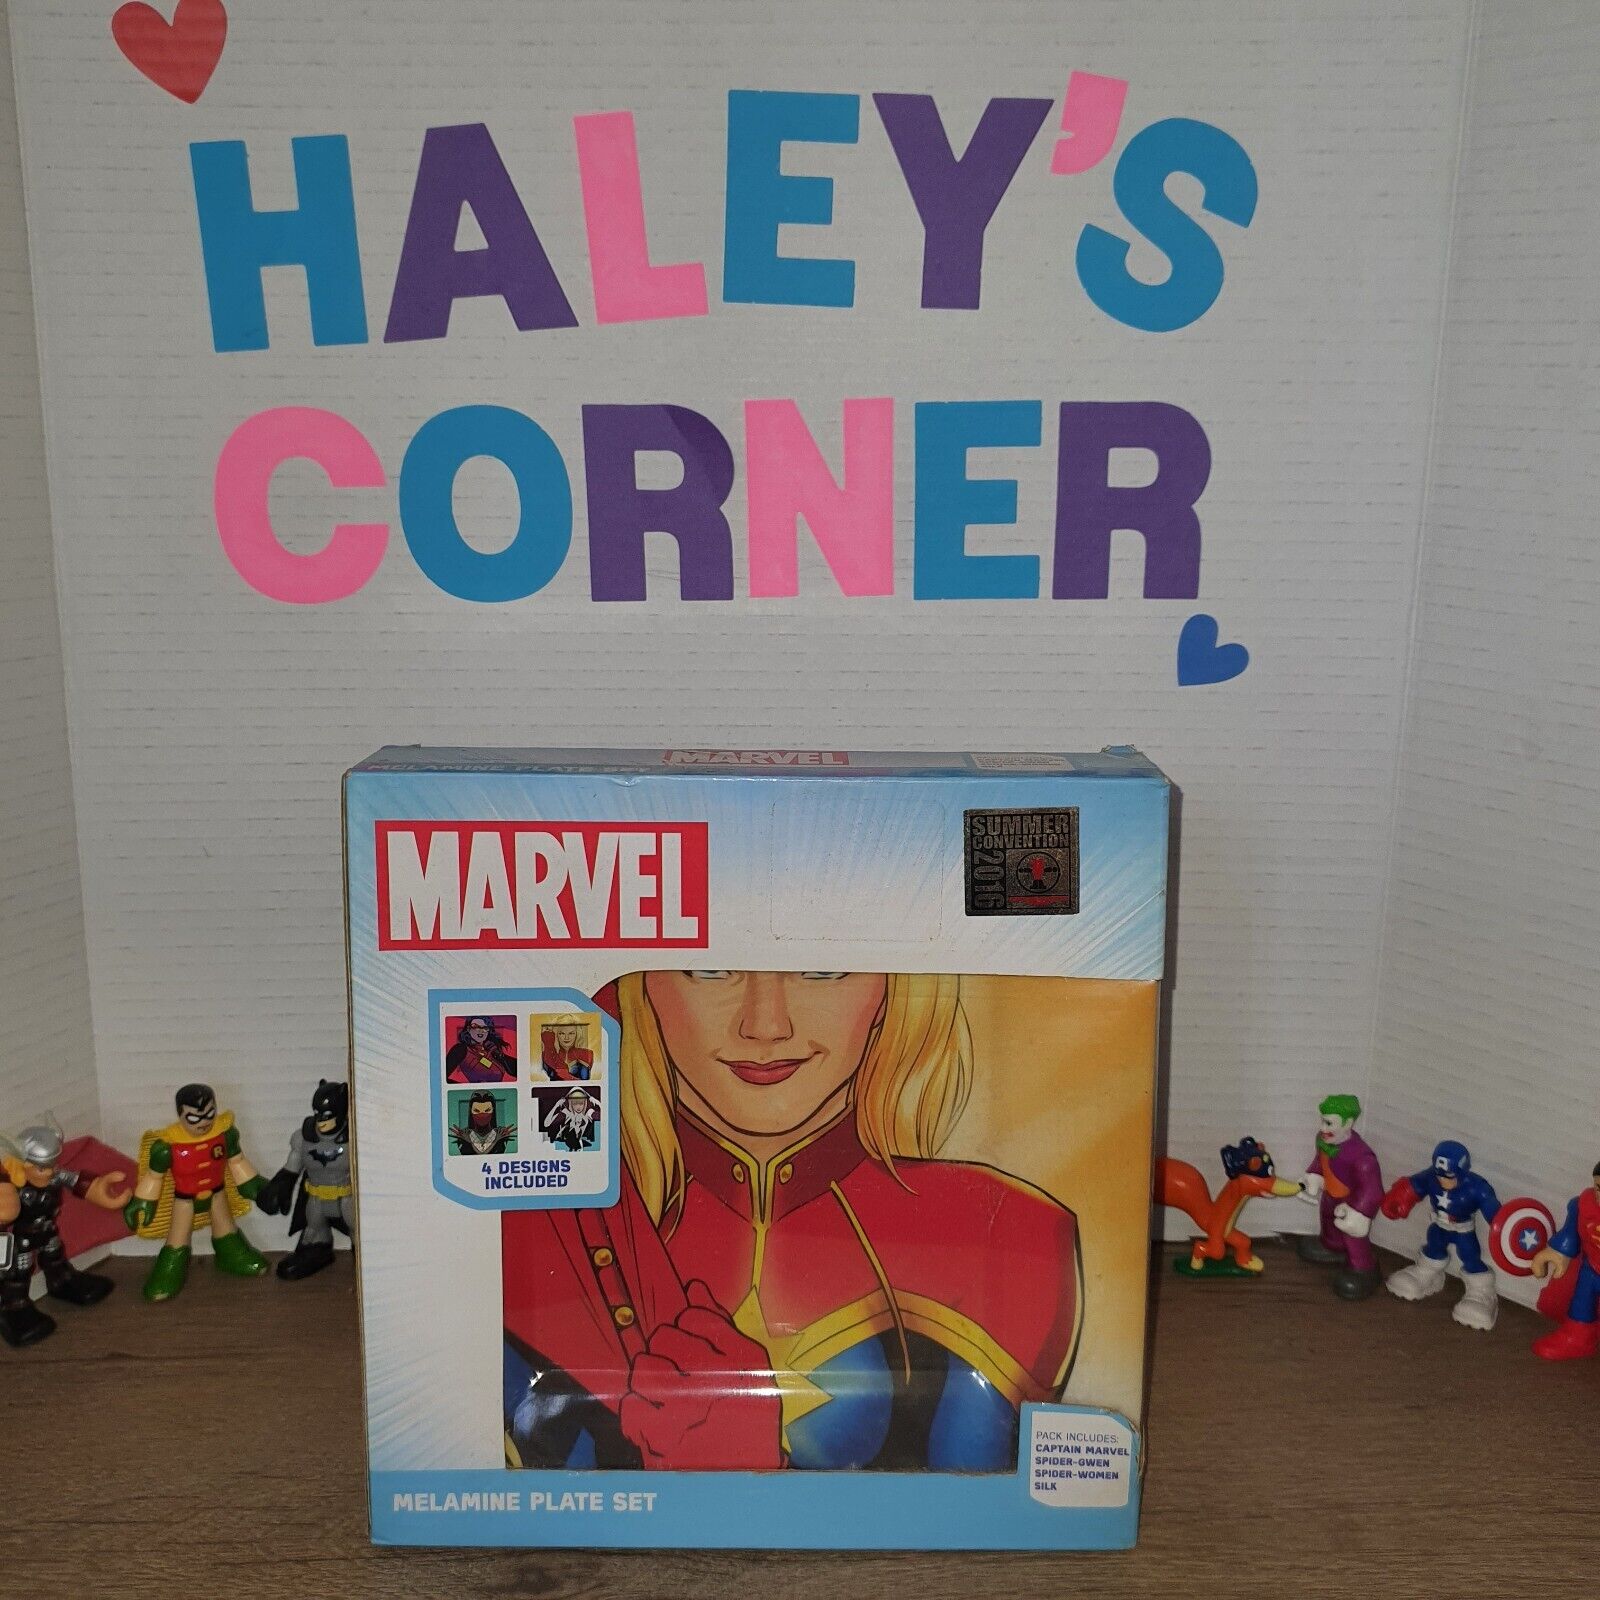 HALEY'S
CORNER
MELAMINE PLATE SET
MARVEL
MARVEL
SUMMER
CONVENTION
2016
4 DESIGNS
INCLUDED
R
PACK INCLUDES:
CAPTAIN MARVEL
SPIDER-GWEN
SPIDER-WOMEN
SILK
MELAMINE PLATE SET